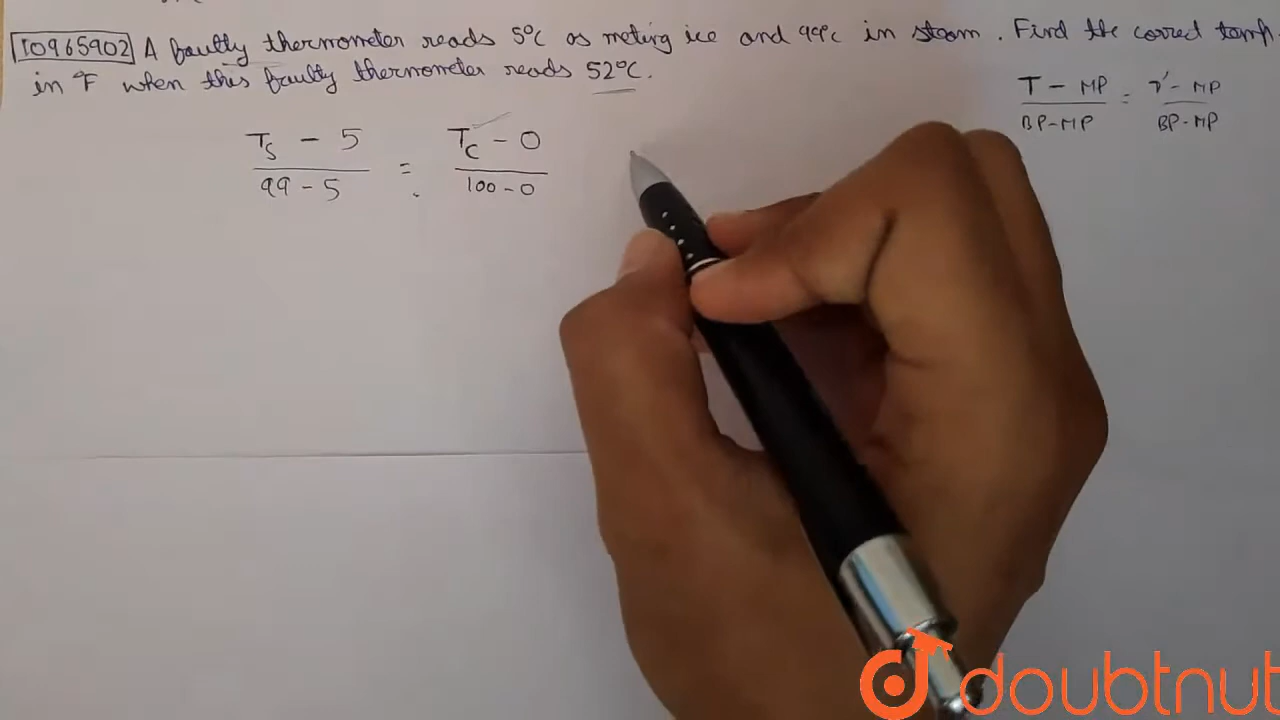 10965902 A faulty thermometer reads 5°C as melting ice and 99°C in steam. Find the correct temp.
in °F when this faulty thermometer reads 52°C.
T - MP = T' - MP
BP-MP BP-MP
Ts - 5 = Tc - 0
99 - 5 100 - 0
doubtnut